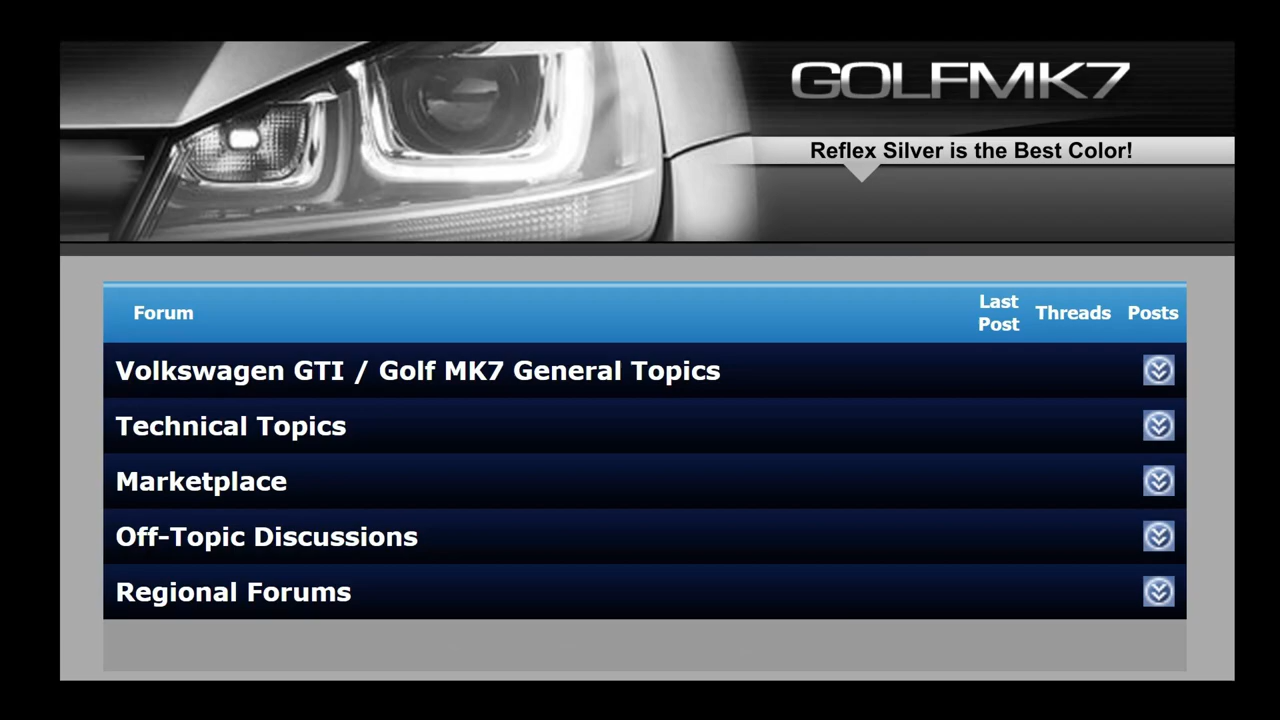 GOLFMK7
Reflex Silver is the Best Color!
Forum
Last
Post
Threads
Posts
Volkswagen GTI / Golf MK7 General Topics
Technical Topics
Marketplace
Off-Topic Discussions
Regional Forums